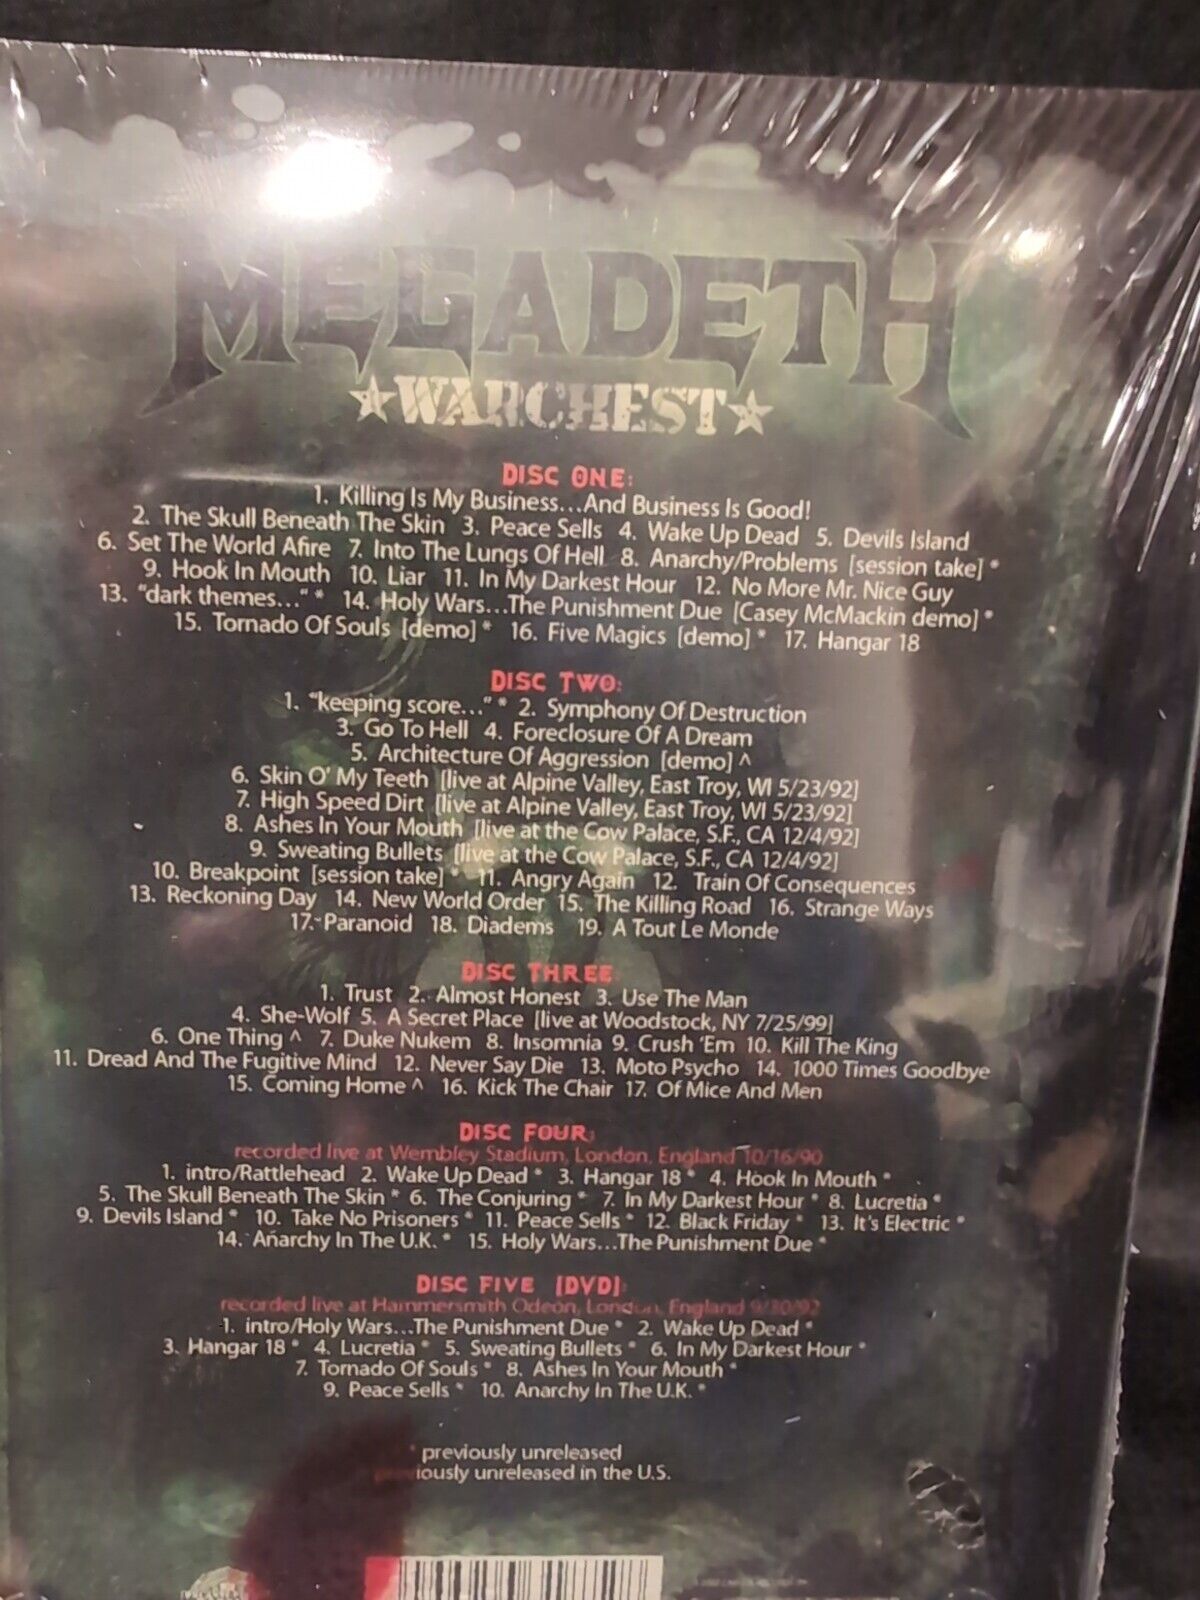 MEGADETH
★WARCHEST★
DISC ONE:
1. Killing Is My Business...And Business Is Good!
2. The Skull Beneath The Skin 3. Peace Sells 4. Wake Up Dead 5. Devils Island
6. Set The World Afire 7. Into The Lungs Of Hell 8. Anarchy/Problems [session take] *
9. Hook In Mouth 10. Liar 11. In My Darkest Hour 12. No More Mr. Nice Guy
13. "dark themes..." * 14. Holy Wars...The Punishment Due [Casey McMackin demo] *
15. Tornado Of Souls [demo] * 16. Five Magics [demo] * 17. Hangar 18
DISC TWO:
1. "keeping score..." * 2. Symphony Of Destruction
3. Go To Hell 4. Foreclosure Of A Dream
5. Architecture Of Aggression [demo] ^
6. Skin O' My Teeth [live at Alpine Valley, East Troy, WI 5/23/92]
7. High Speed Dirt [live at Alpine Valley, East Troy, WI 5/23/92]
8. Ashes In Your Mouth [live at the Cow Palace, S.F., CA 12/4/92]
9. Sweating Bullets [live at the Cow Palace, S.F., CA 12/4/92]
10. Breakpoint [session take] * 11. Angry Again 12. Train Of Consequences
13. Reckoning Day 14. New World Order 15. The Killing Road 16. Strange Ways
17. Paranoid 18. Diadems 19. A Tout Le Monde
DISC THREE
1. Trust 2. Almost Honest 3. Use The Man
4. She-Wolf 5. A Secret Place [live at Woodstock, NY 7/25/99]
6. One Thing ^ 7. Duke Nukem 8. Insomnia 9. Crush 'Em 10. Kill The King
11. Dread And The Fugitive Mind 12. Never Say Die 13. Moto Psycho 14. 1000 Times Goodbye
15. Coming Home ^ 16. Kick The Chair 17. Of Mice And Men
DISC FOUR:
recorded live at Wembley Stadium, London, England 10/16/90
1. intro/Rattlehead 2. Wake Up Dead * 3. Hangar 18 * 4. Hook In Mouth *
5. The Skull Beneath The Skin * 6. The Conjuring * 7. In My Darkest Hour * 8. Lucretia *
9. Devils Island * 10. Take No Prisoners * 11. Peace Sells * 12. Black Friday * 13. It's Electric *
14. Anarchy In The U.K. * 15. Holy Wars...The Punishment Due *
DISC FIVE [DVD]:
recorded live at Hammersmith Odeon, London, England 9/30/92
1. intro/Holy Wars...The Punishment Due * 2. Wake Up Dead *
3. Hangar 18 * 4. Lucretia * 5. Sweating Bullets * 6. In My Darkest Hour *
7. Tornado Of Souls * 8. Ashes In Your Mouth *
9. Peace Sells * 10. Anarchy In The U.K. *
* previously unreleased
previously unreleased in the U.S.